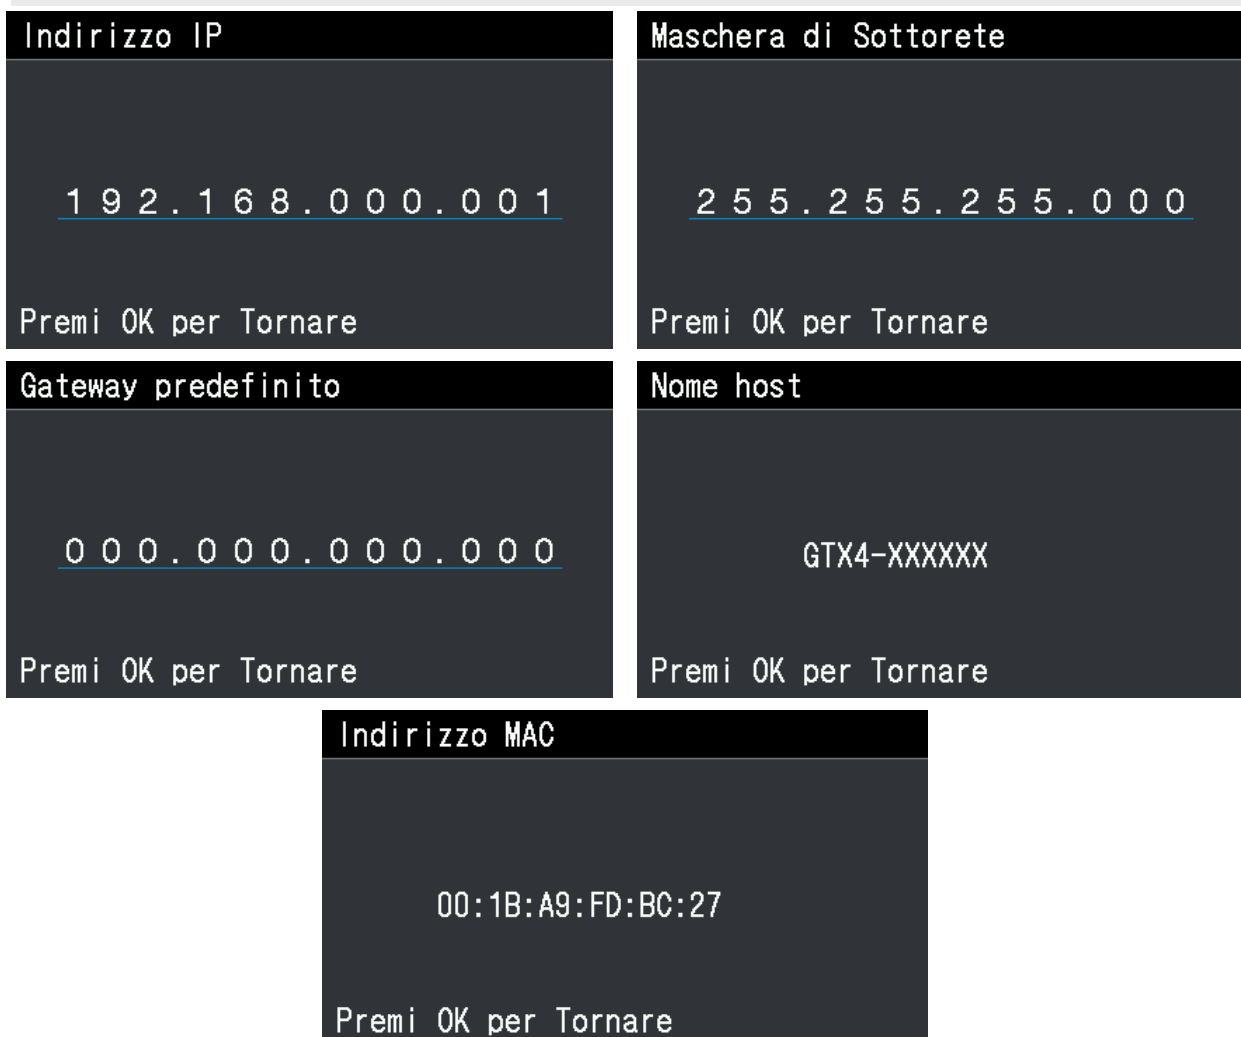 Indirizzo IP
192.168.000.001
Premi OK per Tornare
Maschera di Sottorete
255.255.255.000
Premi OK per Tornare
Gateway predefinito
000.000.000.000
Premi OK per Tornare
Nome host
GTX4-XXXXXX
Premi OK per Tornare
Indirizzo MAC
00:1B:A9:FD:BC:27
Premi OK per Tornare